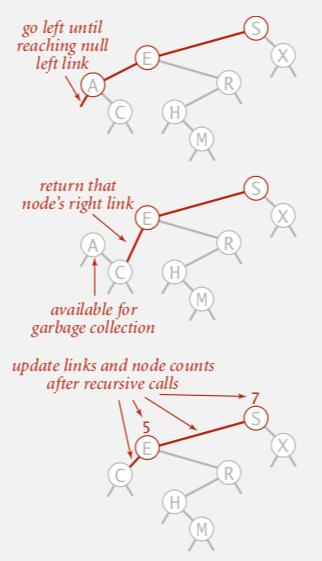 go left until
reaching null
left link
S
E
X
A
R
C
H
M
return that
node's right link
S
E
X
A
R
C
H
M
available for
garbage collection
update links and node counts
after recursive calls
7
5
S
E
X
C
R
H
M